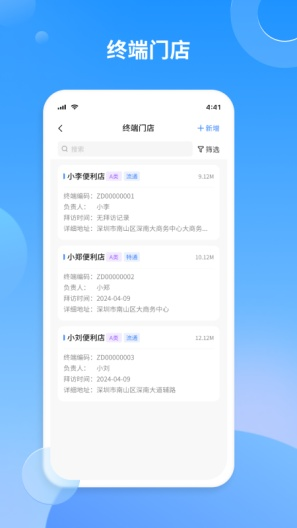 终端门店
4:41
终端门店
+新增
搜索
筛选
小李便利店 A类 流通 9.12M
终端编码：ZD00000001
负责人：小李
拜访时间：无拜访记录
详细地址：深圳市南山区深南大商务中心大商务...
小郑便利店 A类 特通 10.12M
终端编码：ZD00000002
负责人：小郑
拜访时间：2024-04-09
详细地址：深圳市南山区大商务中心
小刘便利店 A类 流通 12.12M
终端编码：ZD00000003
负责人：小刘
拜访时间：2024-04-09
详细地址：深圳市南山区深南大道辅路